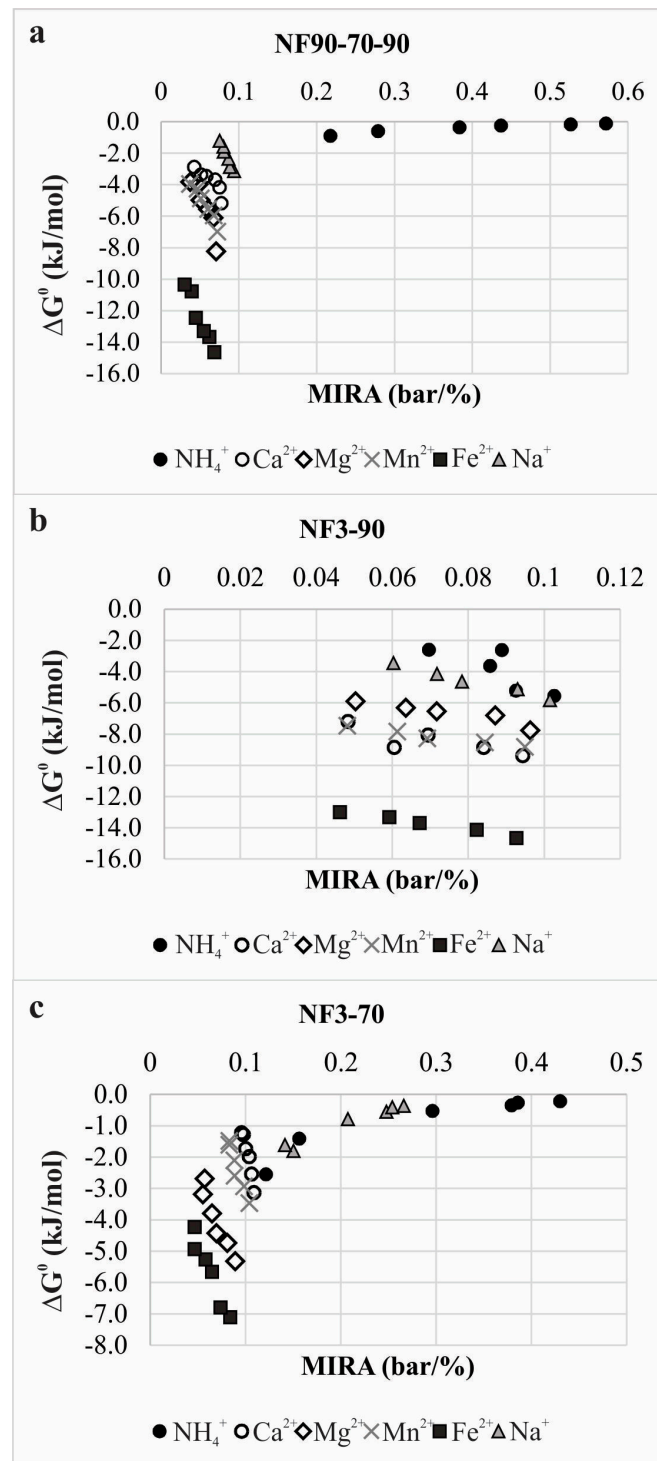 a
NF90-70-90
0 0.1 0.2 0.3 0.4 0.5 0.6
0.0
-2.0
-4.0
-6.0
-8.0
-10.0
-12.0
-14.0
-16.0
ΔG⁰ (kJ/mol)
MIRA (bar/%)
NH₄⁺ Ca²⁺ Mg²⁺ Mn²⁺ Fe²⁺ Na⁺
b
NF3-90
0 0.02 0.04 0.06 0.08 0.1 0.12
0.0
-2.0
-4.0
-6.0
-8.0
-10.0
-12.0
-14.0
-16.0
ΔG⁰ (kJ/mol)
MIRA (bar/%)
NH₄⁺ Ca²⁺ Mg²⁺ Mn²⁺ Fe²⁺ Na⁺
c
NF3-70
0 0.1 0.2 0.3 0.4 0.5
0.0
-1.0
-2.0
-3.0
-4.0
-5.0
-6.0
-7.0
-8.0
ΔG⁰ (kJ/mol)
MIRA (bar/%)
NH₄⁺ Ca²⁺ Mg²⁺ Mn²⁺ Fe²⁺ Na⁺